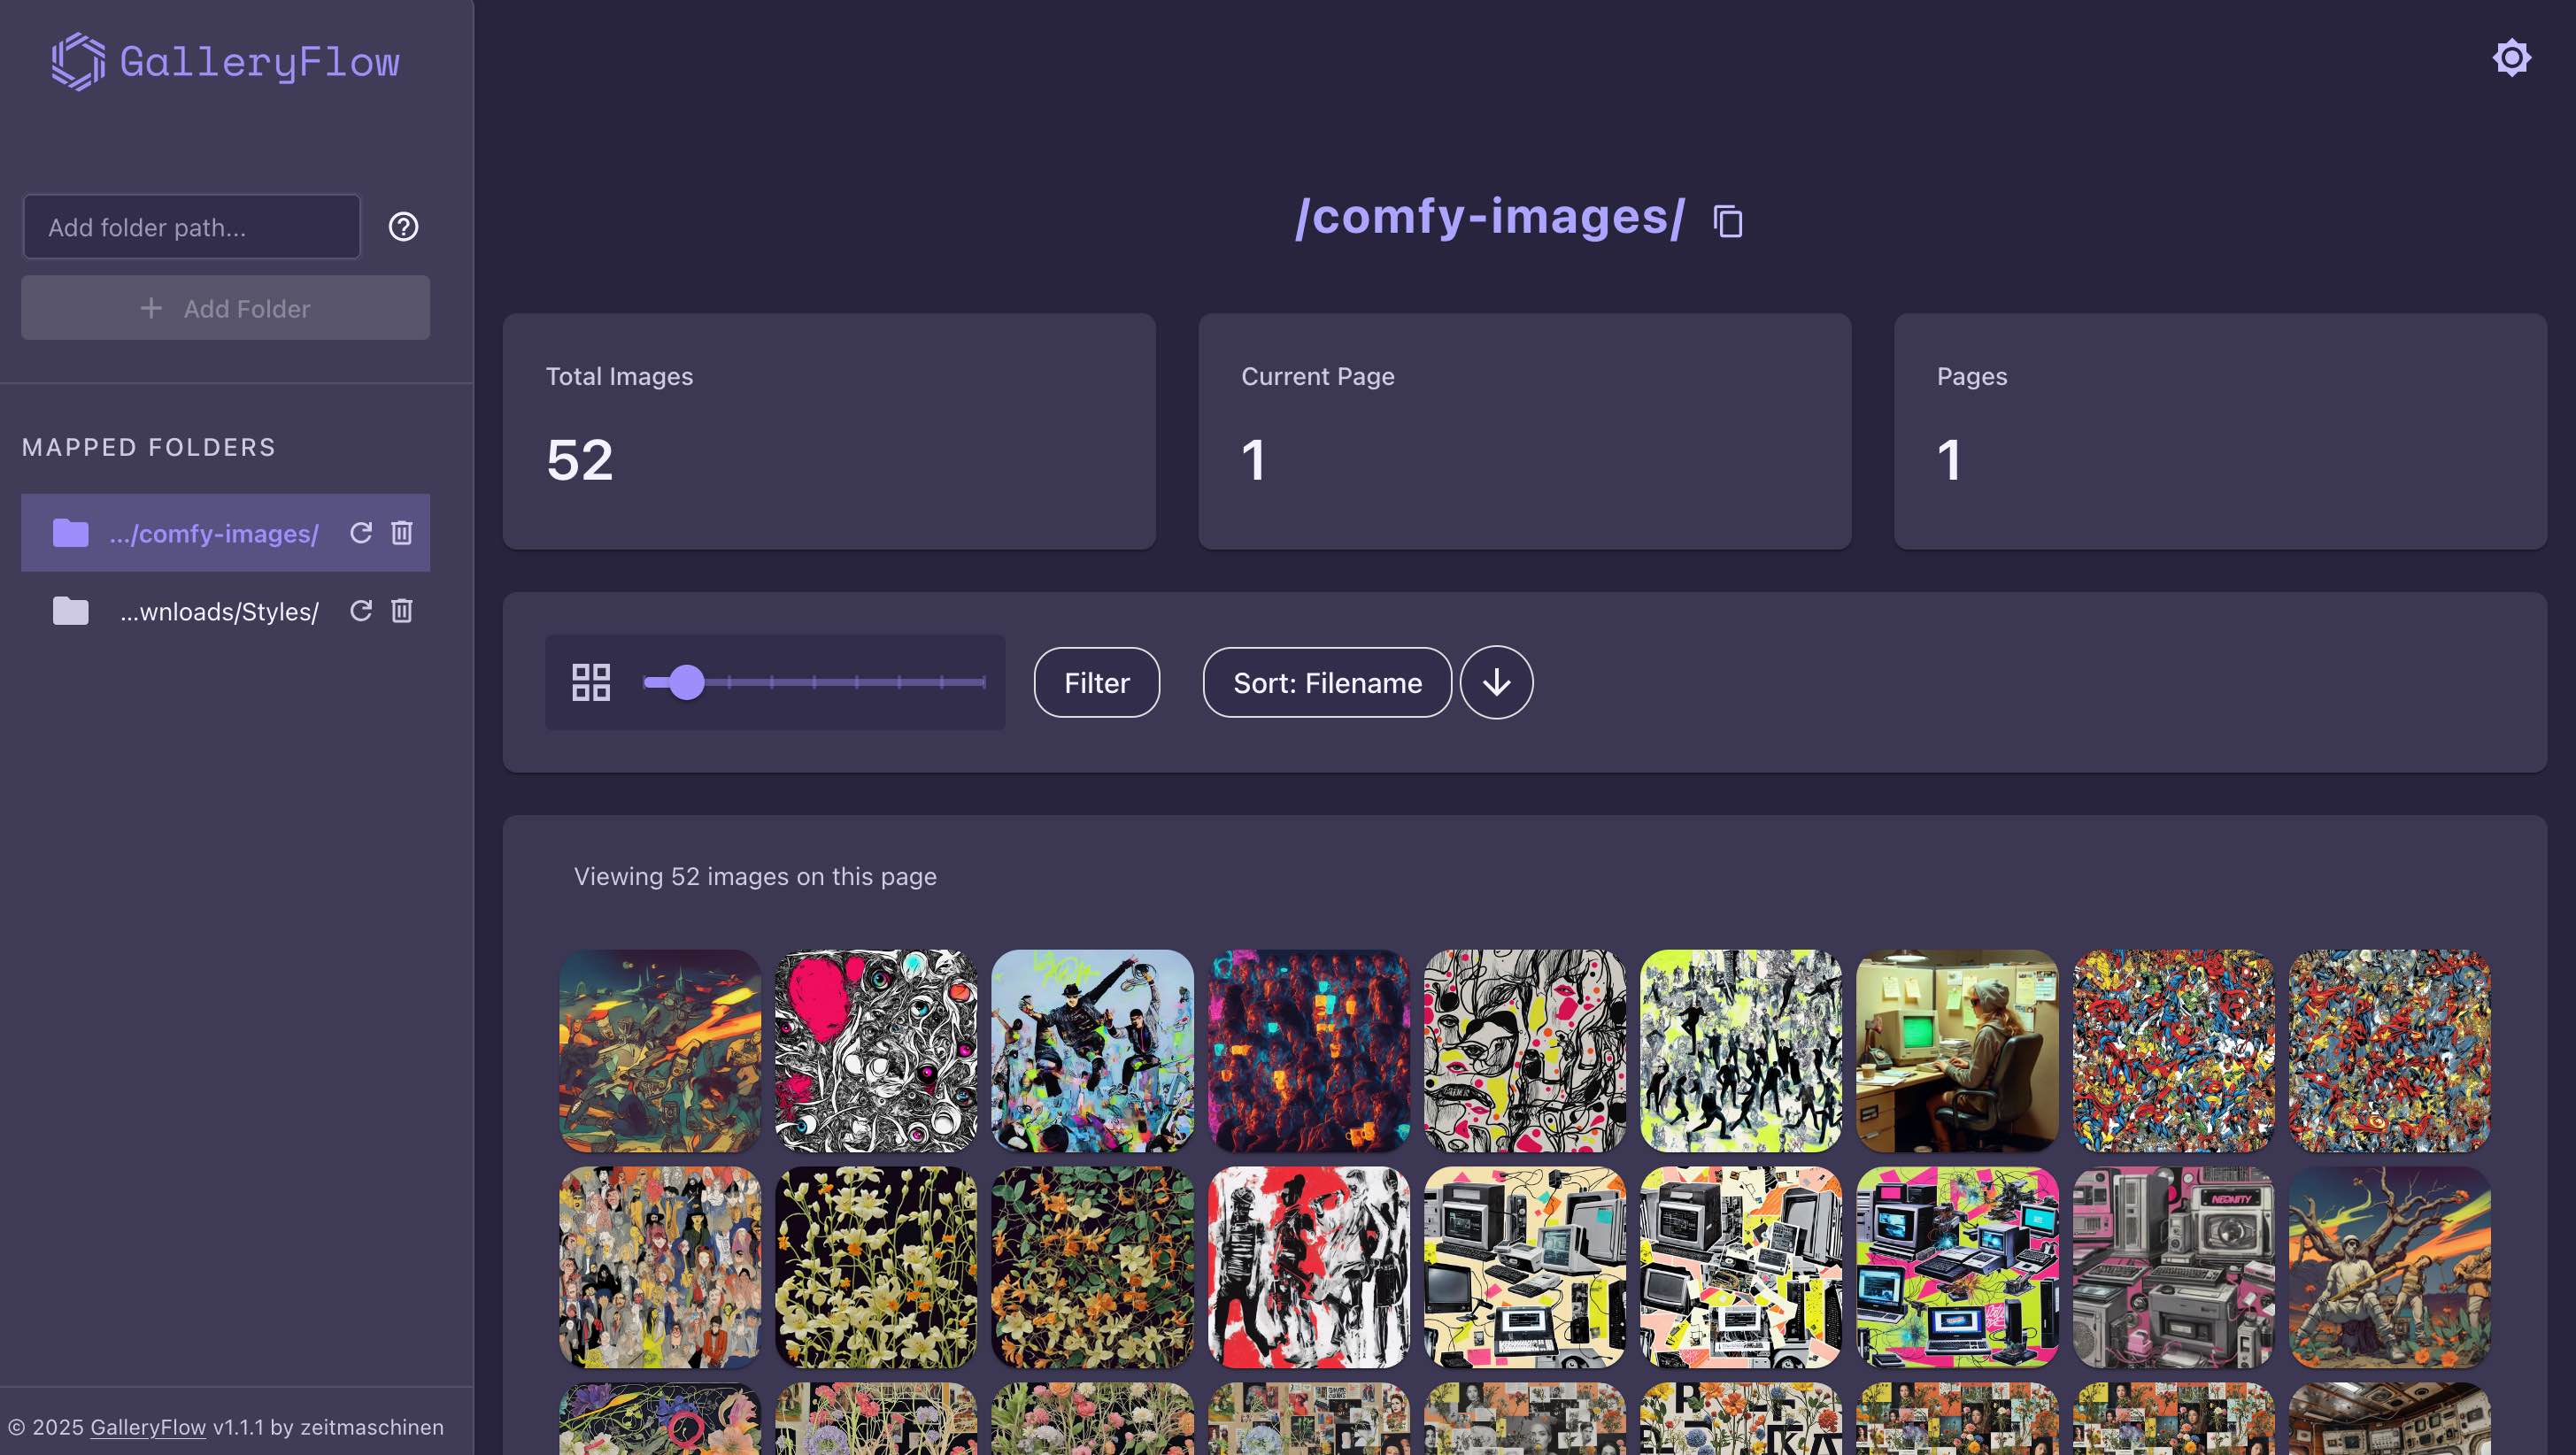 GalleryFlow
Add folder path...
Add Folder
MAPPED FOLDERS
.../comfy-images/
...wnloads/Styles/
© 2025 GalleryFlow v1.1.1 by zeitmaschinen
/comfy-images/
Total Images
52
Current Page
1
Pages
1
Filter
Sort: Filename
Viewing 52 images on this page
NEONITY